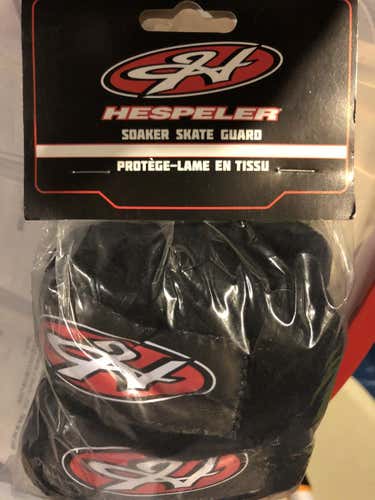 H
HESPELER
SOAKER SKATE GUARD
PROTÈGE-LAME EN TISSU
H
H